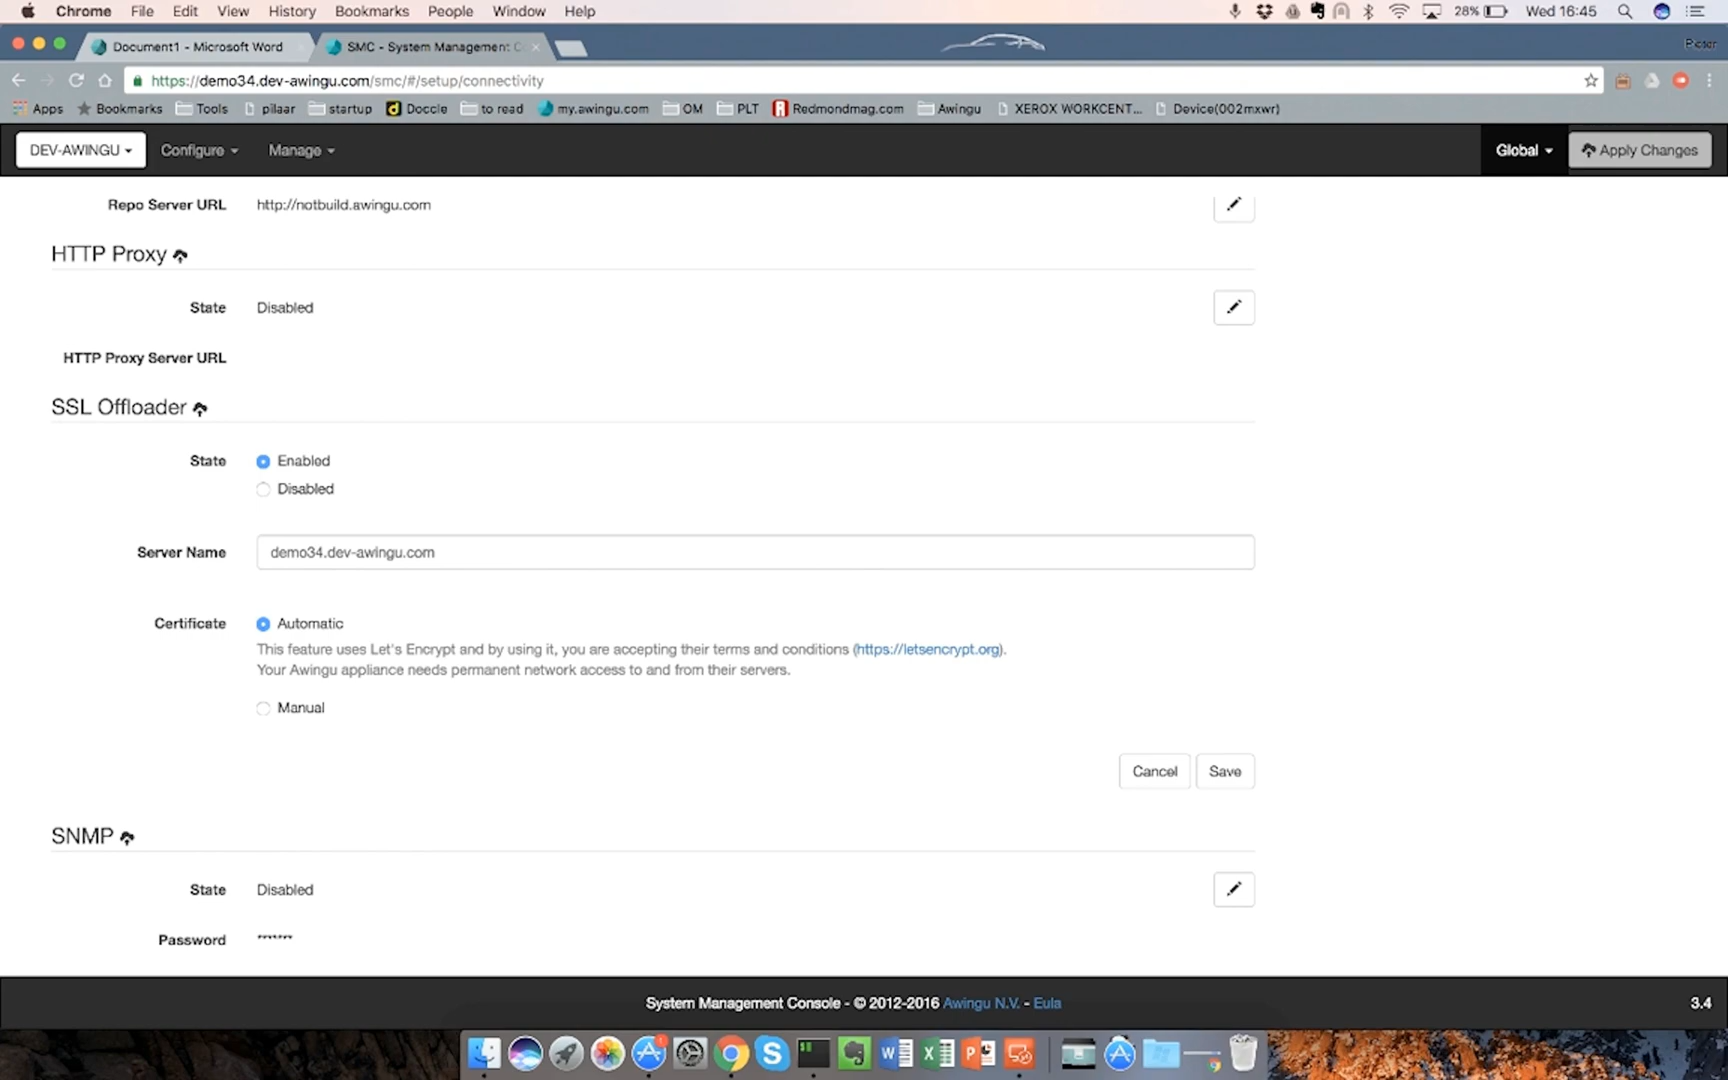 Chrome File Edit View History Bookmarks People Window Help 28% Wed 16:45
Document1 - Microsoft Word SMC - System Management C Pieter
https://demo34.dev-awingu.com/smc/#/setup/connectivity
Apps Bookmarks Tools pilaar startup Doccle to read my.awingu.com OM PLT Redmondmag.com Awingu XEROX WORKCENT... Device(002mxwr)
DEV-AWINGU Configure Manage Global Apply Changes
Repo Server URL http://notbuild.awingu.com
HTTP Proxy
State Disabled
HTTP Proxy Server URL
SSL Offloader
State Enabled
Disabled
Server Name demo34.dev-awingu.com
Certificate Automatic
This feature uses Let's Encrypt and by using it, you are accepting their terms and conditions (https://letsencrypt.org).
Your Awingu appliance needs permanent network access to and from their servers.
Manual
Cancel Save
SNMP
State Disabled
Password *******
System Management Console - © 2012-2016 Awingu N.V. - Eula 3.4